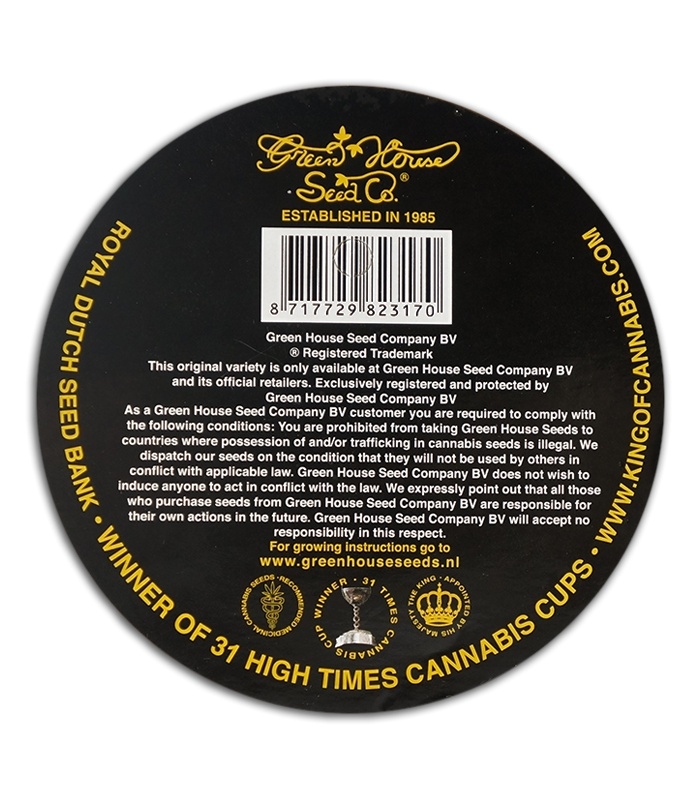 Green House
Seed Co.®
ESTABLISHED IN 1985
8 717729 823170
Green House Seed Company BV
® Registered Trademark
This original variety is only available at Green House Seed Company BV
and its official retailers. Exclusively registered and protected by
Green House Seed Company BV
As a Green House Seed Company BV customer you are required to comply with
the following conditions: You are prohibited from taking Green House Seeds to
countries where possession of and/or trafficking in cannabis seeds is illegal. We
dispatch our seeds on the condition that they will not be used by others in
conflict with applicable law. Green House Seed Company BV does not wish to
induce anyone to act in conflict with the law. We expressly point out that all those
who purchase seeds from Green House Seed Company BV are responsible for
their own actions in the future. Green House Seed Company BV will accept no
responsibility in this respect.
For growing instructions go to
www.greenhouseseeds.nl
CANNABIS SEEDS · RECOMMENDED MEDICINAL
31 TIMES CANNABIS CUP WINNER ·
THE KING · APPOINTED BY HIS MAJESTY
ROYAL DUTCH SEED BANK · WINNER OF 31 HIGH TIMES CANNABIS CUPS · WWW.KINGOFCANNABIS.COM